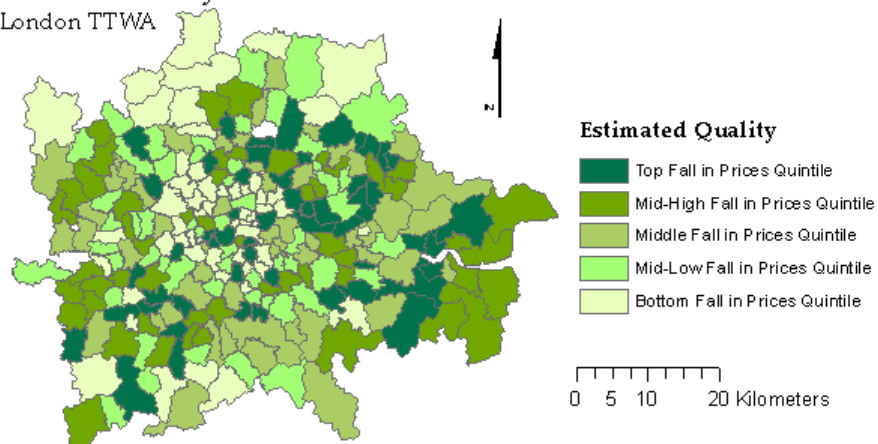 London TTWA
N
Estimated Quality
Top Fall in Prices Quintile
Mid-High Fall in Prices Quintile
Middle Fall in Prices Quintile
Mid-Low Fall in Prices Quintile
Bottom Fall in Prices Quintile
0 5 10 20 Kilometers